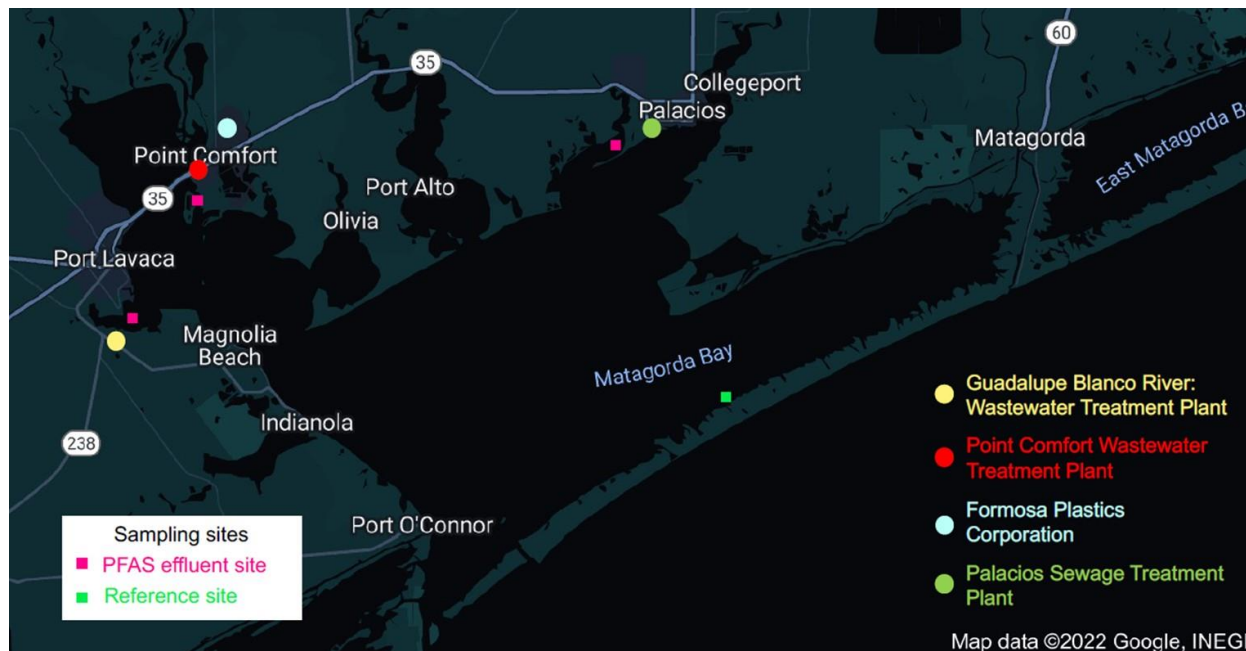 35
60
Collegeport
Palacios
Matagorda
East Matagorda B
Point Comfort
35
Port Alto
Olivia
Port Lavaca
Magnolia
Beach
Matagorda Bay
Indianola
238
Port O'Connor
Sampling sites
PFAS effluent site
Reference site
Guadalupe Blanco River:
Wastewater Treatment Plant
Point Comfort Wastewater
Treatment Plant
Formosa Plastics
Corporation
Palacios Sewage Treatment
Plant
Map data ©2022 Google, INEGI